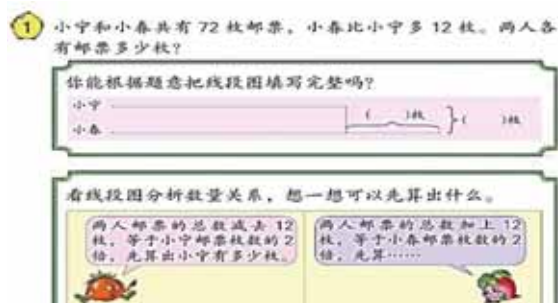 1 小宁和小春共有72枚邮票，小春比小宁多12枚。两人各
有邮票多少枚？
你能根据题意把线段图填写完整吗？
小宁
（ ）枚 （ ）枚
小春
看线段图分析数量关系，想一想可以先算出什么。
两人邮票的总数减去12
枚，等于小宁邮票枚数的2
倍，先算出小宁有多少枚。
两人邮票的总数加上12
枚，等于小春邮票枚数的2
倍，先算……